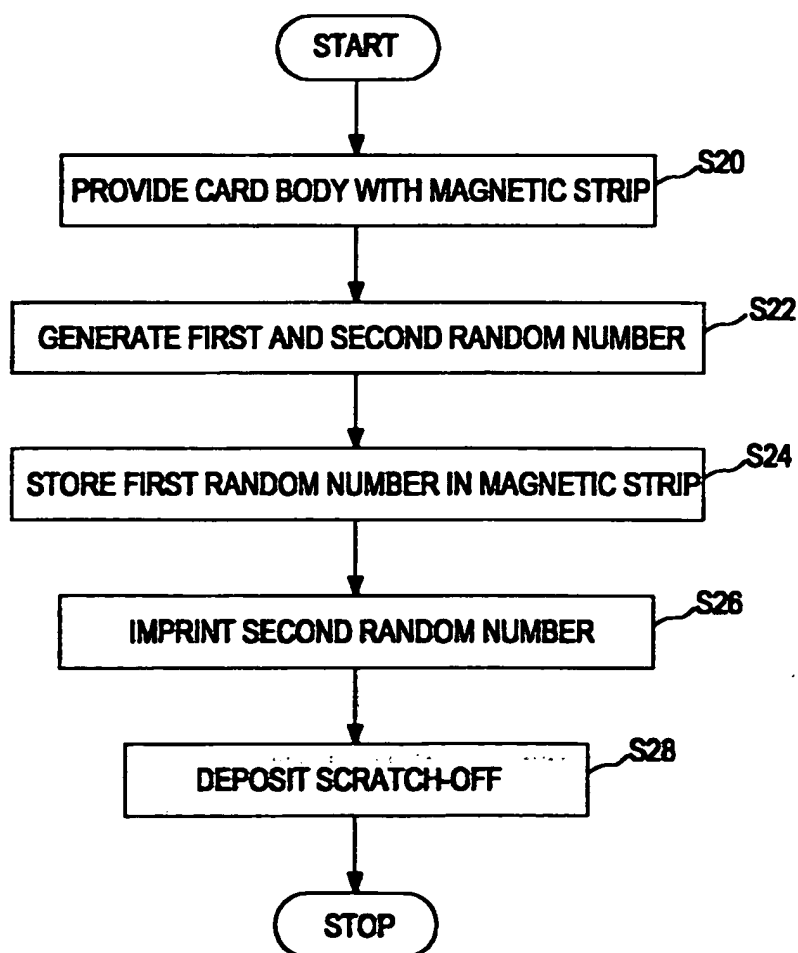 START
S20
PROVIDE CARD BODY WITH MAGNETIC STRIP
S22
GENERATE FIRST AND SECOND RANDOM NUMBER
S24
STORE FIRST RANDOM NUMBER IN MAGNETIC STRIP
S26
IMPRINT SECOND RANDOM NUMBER
S28
DEPOSIT SCRATCH-OFF
STOP